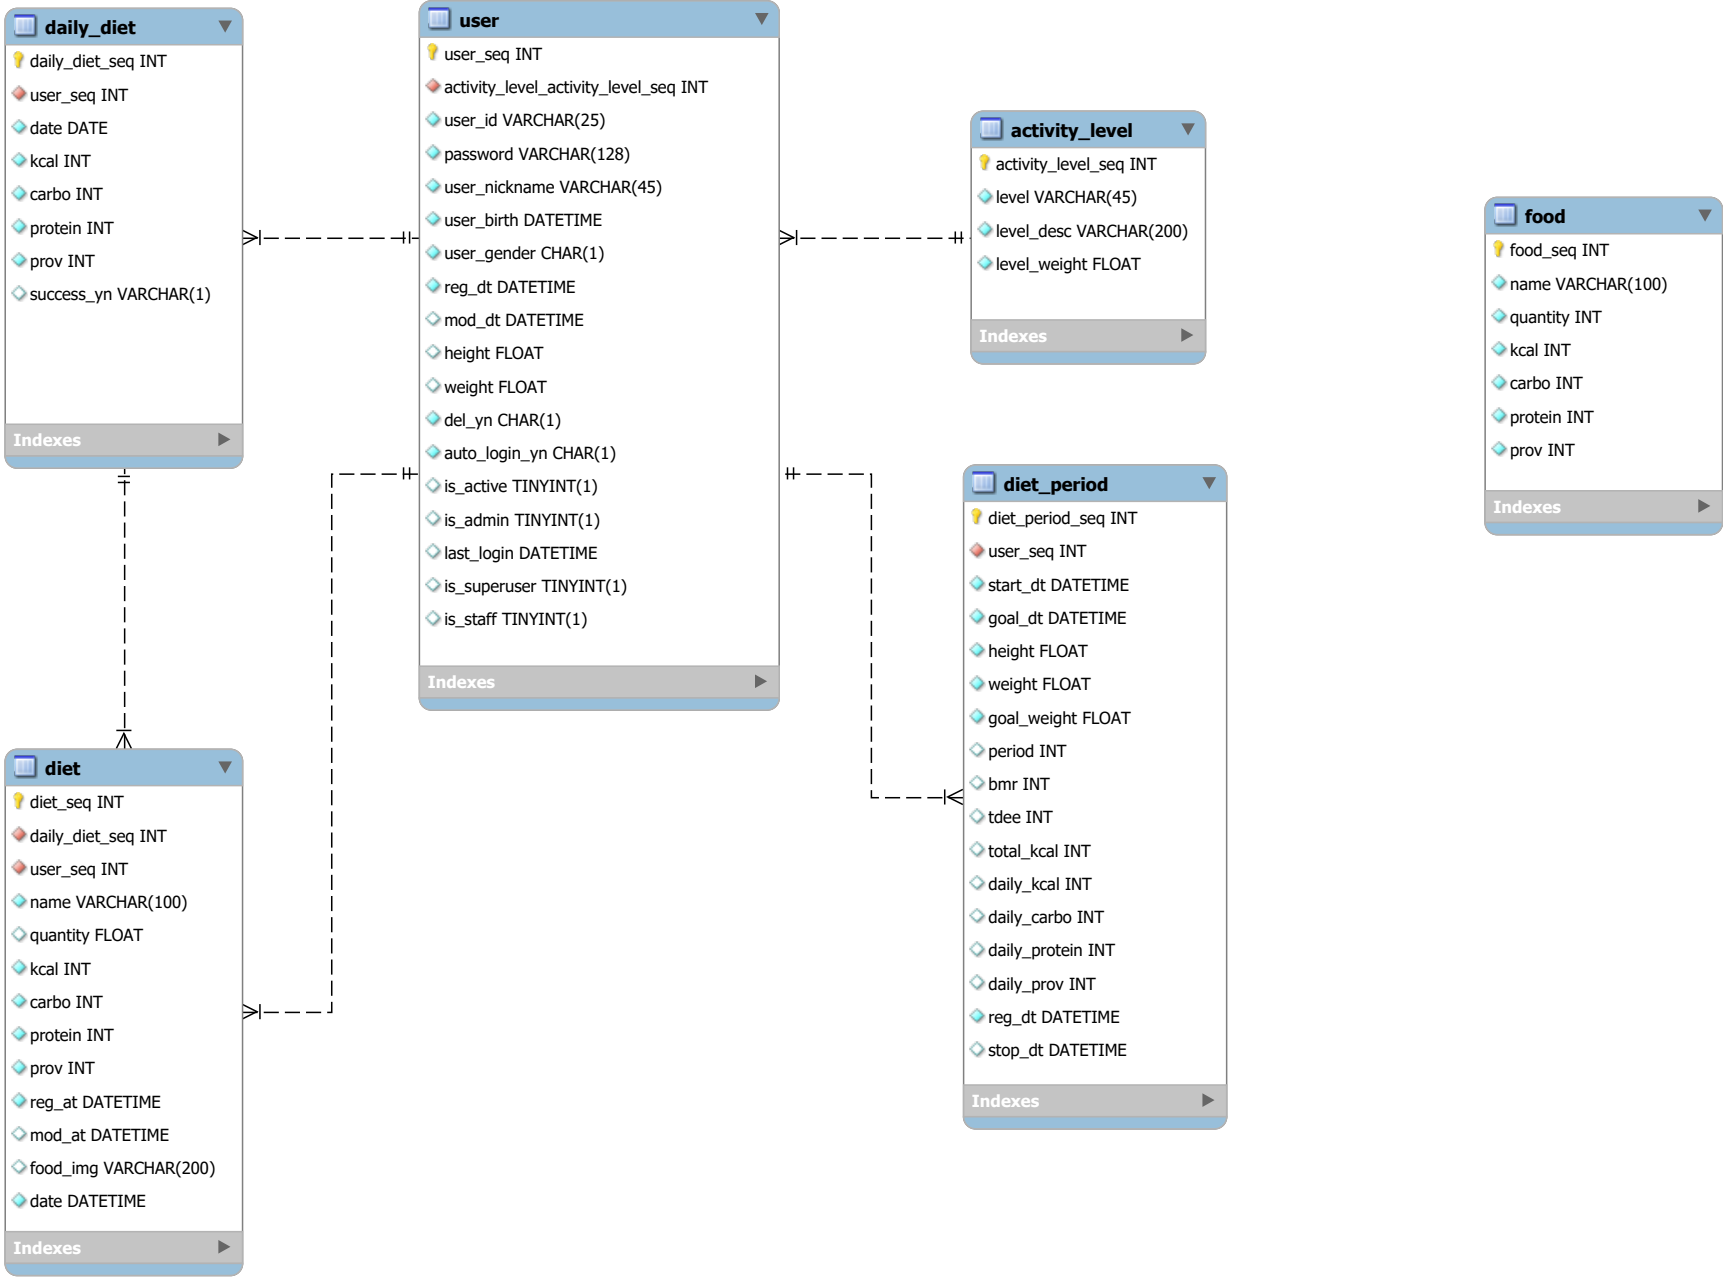 daily_diet
daily_diet_seq INT
user_seq INT
date DATE
kcal INT
carbo INT
protein INT
prov INT
success_yn VARCHAR(1)
Indexes
user
user_seq INT
activity_level_activity_level_seq INT
user_id VARCHAR(25)
password VARCHAR(128)
user_nickname VARCHAR(45)
user_birth DATETIME
user_gender CHAR(1)
reg_dt DATETIME
mod_dt DATETIME
height FLOAT
weight FLOAT
del_yn CHAR(1)
auto_login_yn CHAR(1)
is_active TINYINT(1)
is_admin TINYINT(1)
last_login DATETIME
is_superuser TINYINT(1)
is_staff TINYINT(1)
Indexes
activity_level
activity_level_seq INT
level VARCHAR(45)
level_desc VARCHAR(200)
level_weight FLOAT
Indexes
food
food_seq INT
name VARCHAR(100)
quantity INT
kcal INT
carbo INT
protein INT
prov INT
Indexes
diet_period
diet_period_seq INT
user_seq INT
start_dt DATETIME
goal_dt DATETIME
height FLOAT
weight FLOAT
goal_weight FLOAT
period INT
bmr INT
tdee INT
total_kcal INT
daily_kcal INT
daily_carbo INT
daily_protein INT
daily_prov INT
reg_dt DATETIME
stop_dt DATETIME
Indexes
diet
diet_seq INT
daily_diet_seq INT
user_seq INT
name VARCHAR(100)
quantity FLOAT
kcal INT
carbo INT
protein INT
prov INT
reg_at DATETIME
mod_at DATETIME
food_img VARCHAR(200)
date DATETIME
Indexes